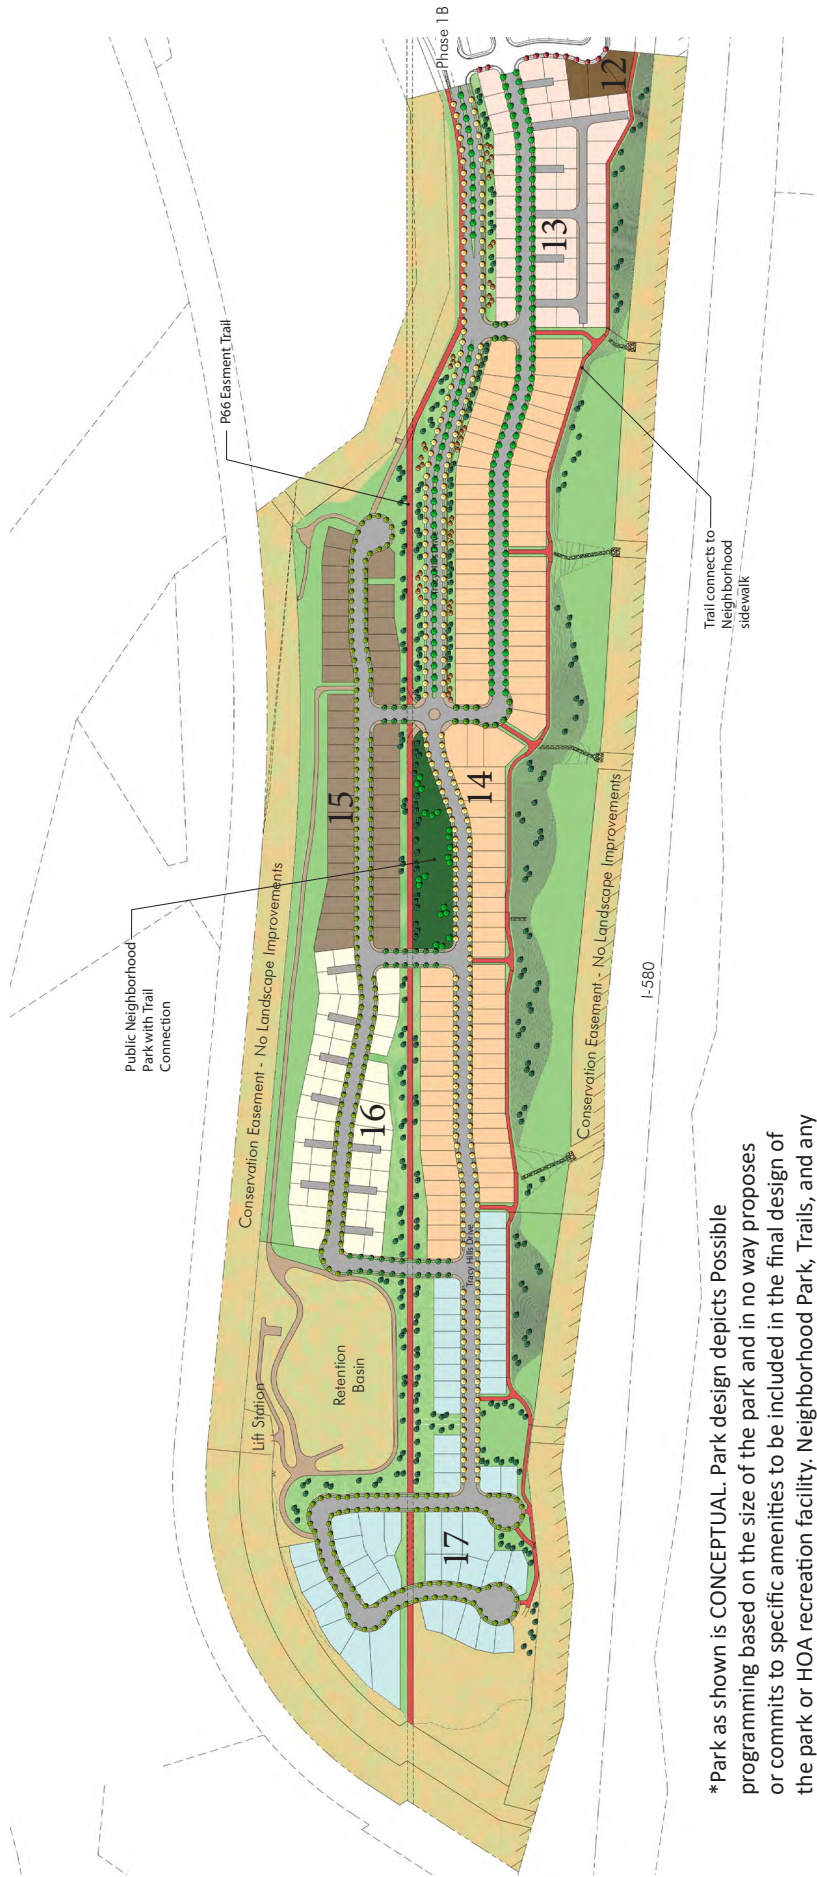 Phase 1B
12
13
P66 Easment Trail
Trail connects to
Neighborhood
sidewalk
15
14
Public Neighborhood
Park with Trail
Connection
Conservation Easement - No Landscape Improvements
Conservation Easement - No Landscape Improvements
I-580
16
Tracy Hills Drive
Lift Station
Retention
Basin
17
*Park as shown is CONCEPTUAL. Park design depicts Possible
programming based on the size of the park and in no way proposes
or commits to specific amenities to be included in the final design of
the park or HOA recreation facility. Neighborhood Park, Trails, and any